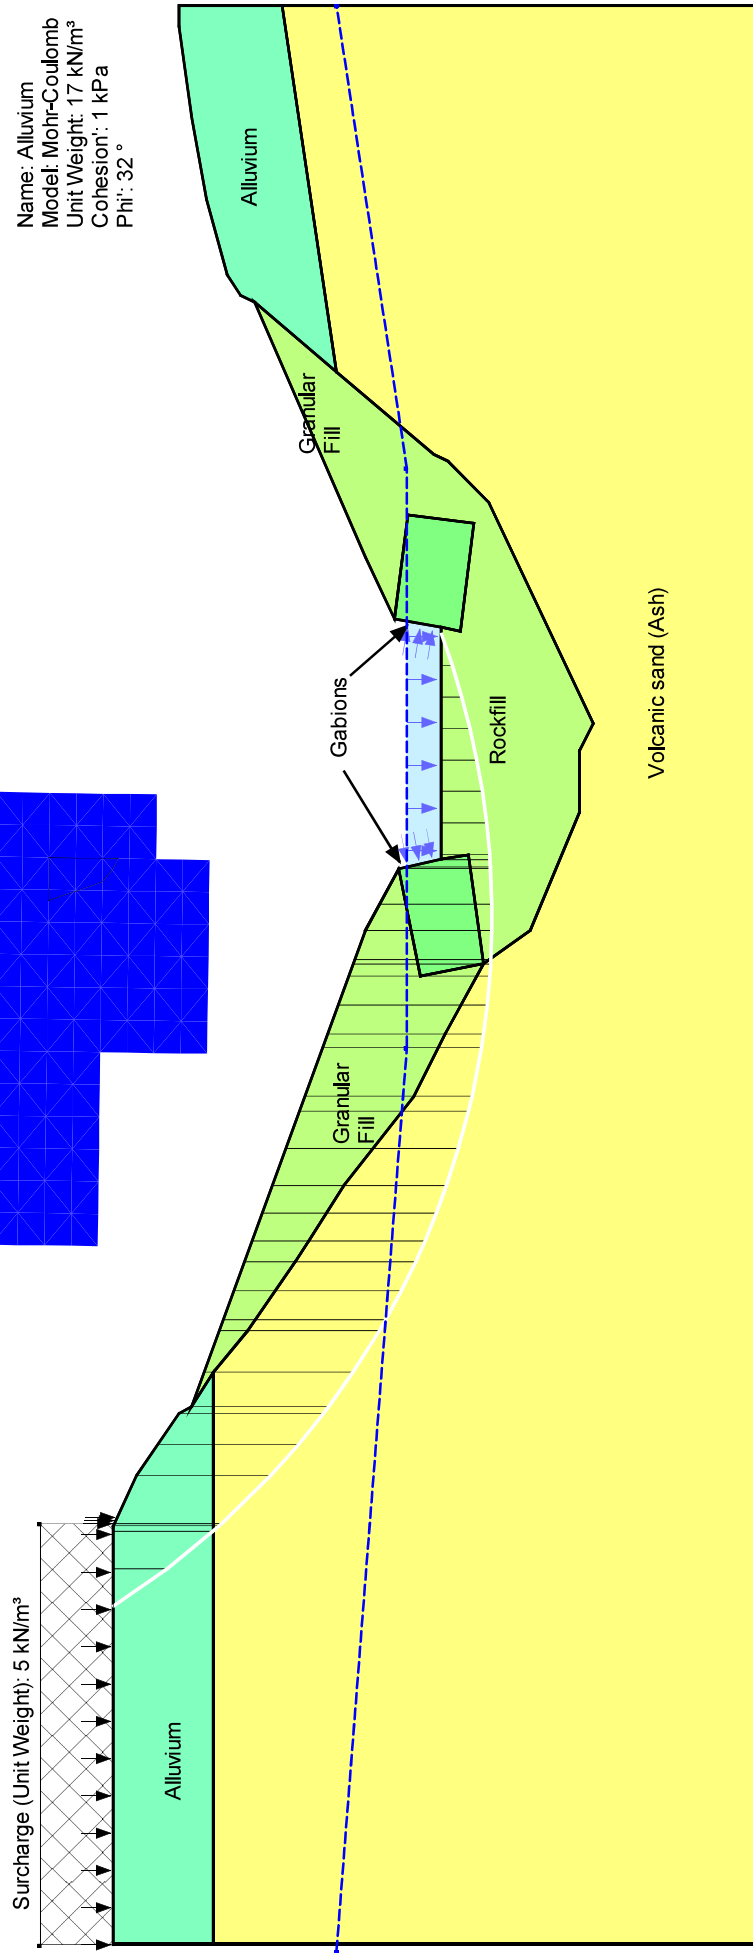 Name: Alluvium
Model: Mohr-Coulomb
Unit Weight: 17 kN/m³
Cohesion': 1 kPa
Phi': 32 °
Surcharge (Unit Weight): 5 kN/m³
Alluvium
Alluvium
Granular
Fill
Gabions
Granular
Fill
Rockfill
Volcanic sand (Ash)